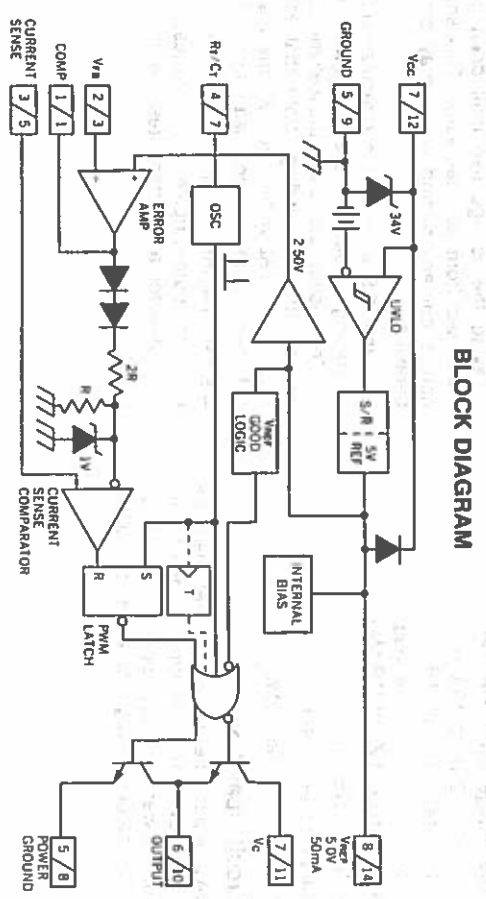 BLOCK DIAGRAM
Vcc
7/12
34V
UVLO
S/R
5V
REF
GROUND
5/9
INTERNAL
BIAS
8/14
VREF
5.0V
50mA
2 50V
VREF
GOOD
LOGIC
RT/CT
4/7
OSC
T
7/11
Vc
6/10
OUTPUT
5/8
POWER
GROUND
ERROR
AMP
VFB
2/3
+
COMP
1/1
CURRENT
SENSE
3/5
2R
R
1V
CURRENT
SENSE
COMPARATOR
S
R
PWM
LATCH